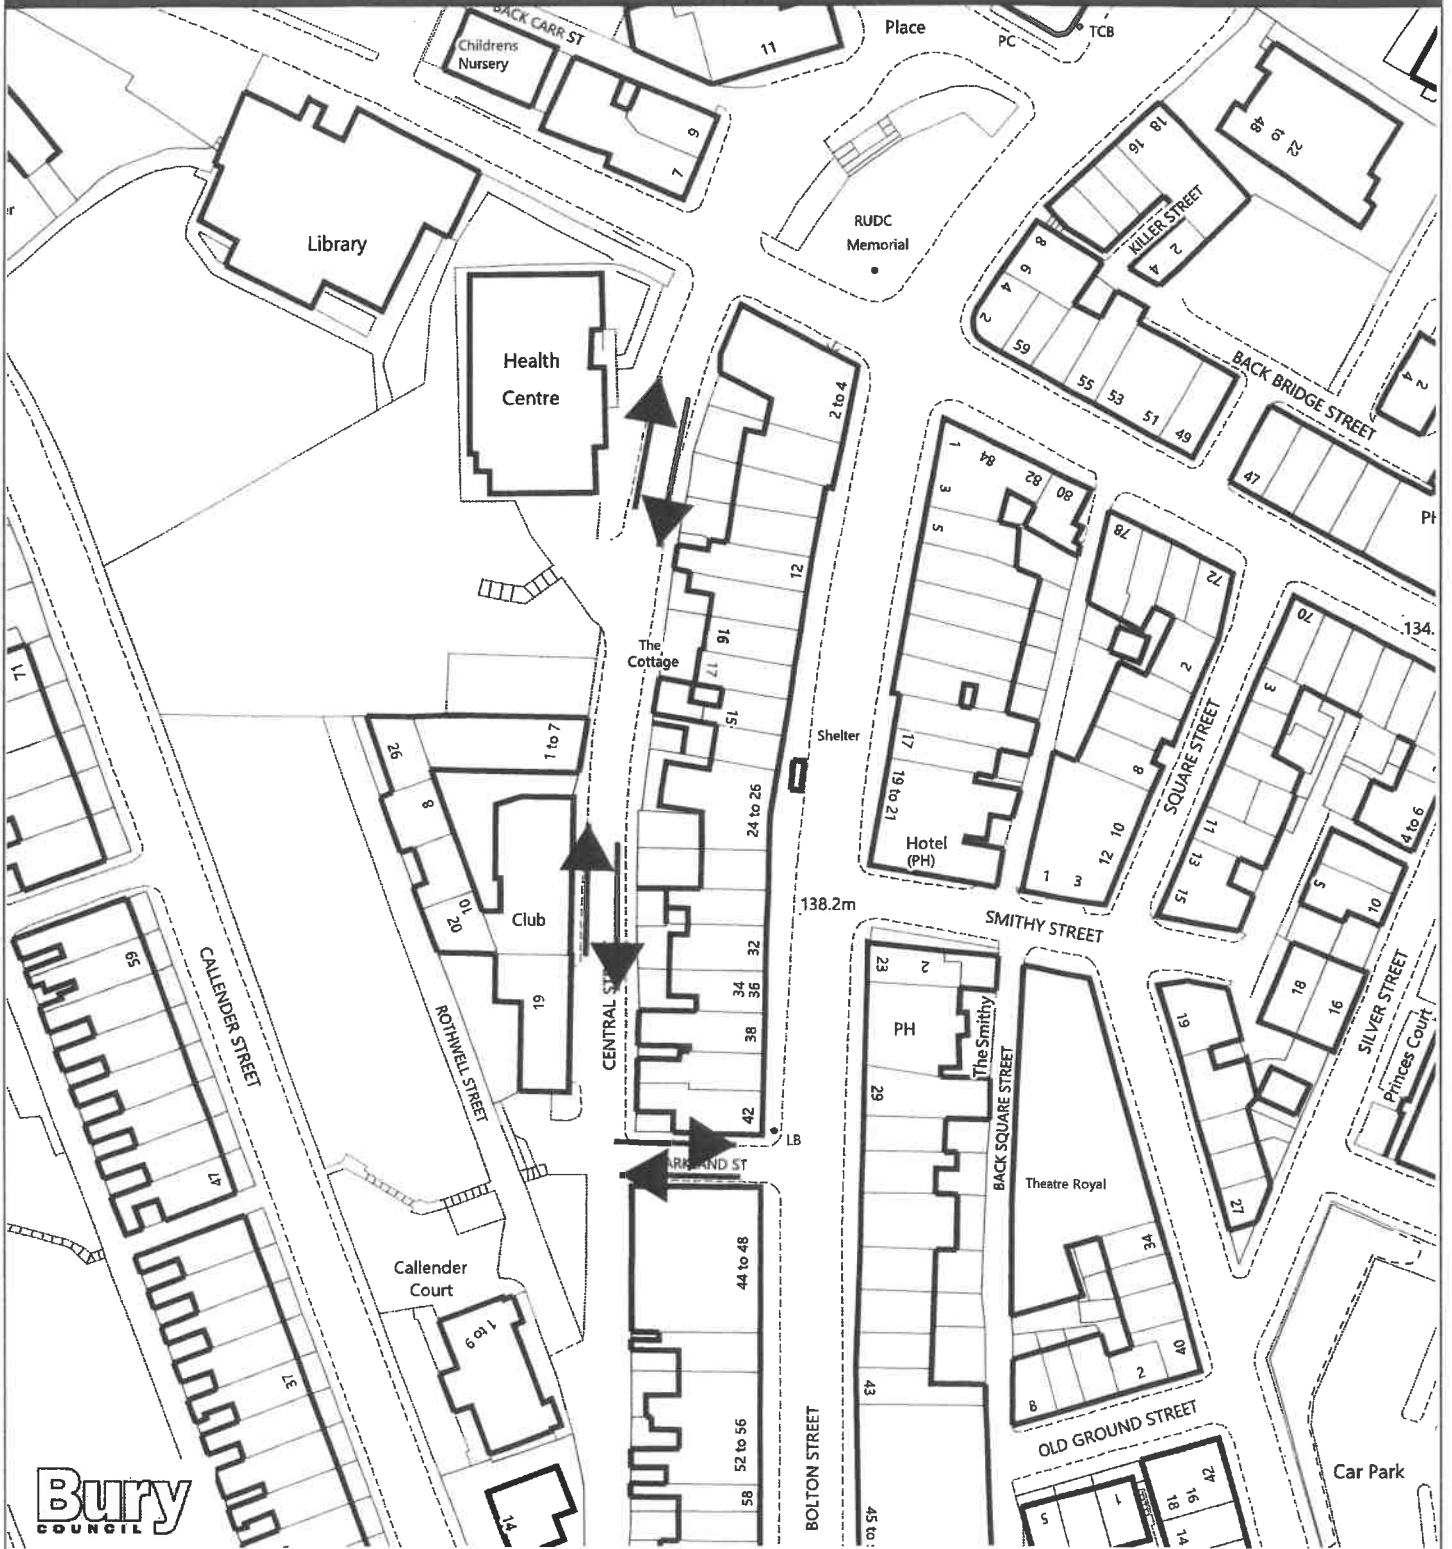 BACK CARR ST
Childrens
Nursery
11
Place
PC
TCB
6
7
Library
RUDC
Memorial
18
16
48
to
22
KILLER STREET
2
4
8
6
4
2
59
55
53
51
49
BACK BRIDGE STREET
2
4
47
Health
Centre
2 to 4
1
84
82
80
3
5
78
72
70
134.
12
16
The
Cottage
17
15
2
3
71
26
1 to 7
Shelter
17
19 to 21
8
SQUARE STREET
8
24 to 26
Hotel
(PH)
10
12
1
3
11
13
15
4 to 6
5
10
10
20
Club
138.2m
SMITHY STREET
59
CALLENDER STREET
32
34
36
23
2
PH
The Smithy
18
16
19
SILVER STREET
Princes Court
19
CENTRAL ST
38
ROTHWELL STREET
29
BACK SQUARE STREET
42
LB
47
Theatre Royal
27
34
Callender
Court
44 to 48
1 to 9
37
43
8
2
40
OLD GROUND STREET
52 to 56
58
BOLTON STREET
45 to
Car Park
Bury
COUNCIL
14
5
1
42
16
18
14